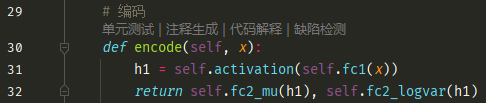 29 # 编码
单元测试 | 注释生成 | 代码解释 | 缺陷检测
30 def encode(self, x):
31 h1 = self.activation(self.fc1(x))
32 return self.fc2_mu(h1), self.fc2_logvar(h1)